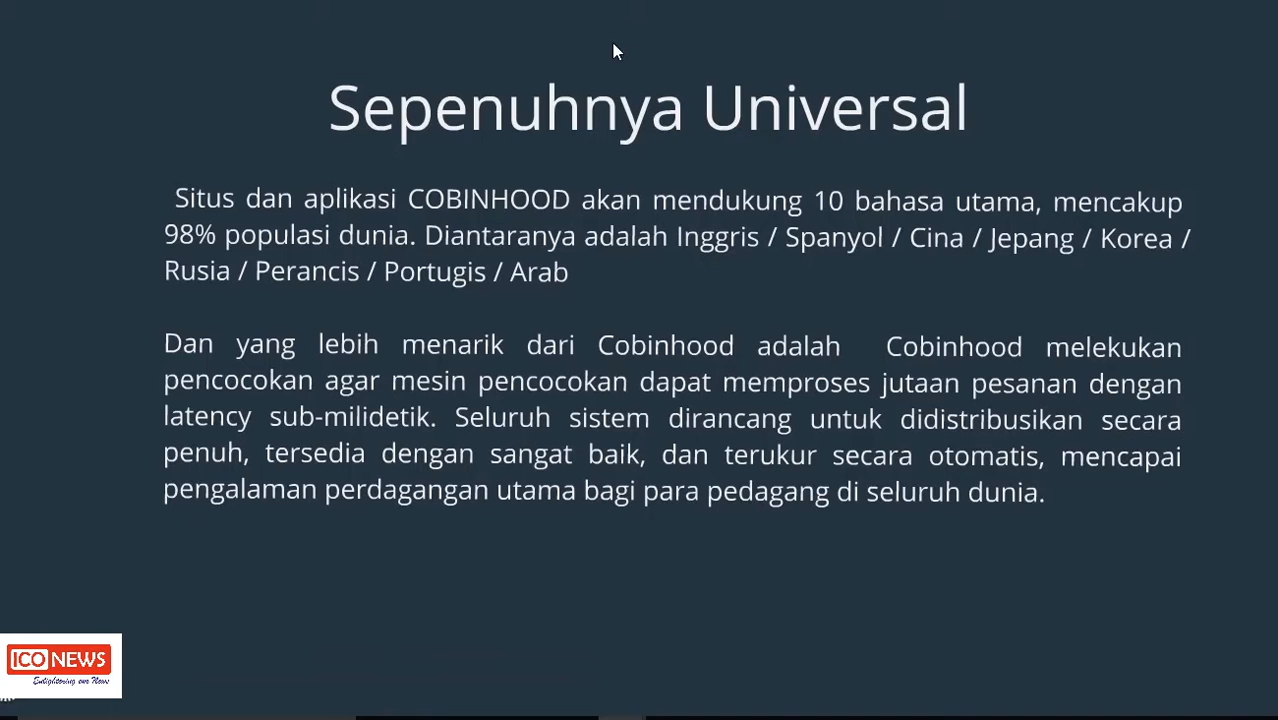 Sepenuhnya Universal
Situs dan aplikasi COBINHOOD akan mendukung 10 bahasa utama, mencakup
98% populasi dunia. Diantaranya adalah Inggris / Spanyol / Cina / Jepang / Korea /
Rusia / Perancis / Portugis / Arab
Dan yang lebih menarik dari Cobinhood adalah Cobinhood melekukan
pencocokan agar mesin pencocokan dapat memproses jutaan pesanan dengan
latency sub-milidetik. Seluruh sistem dirancang untuk didistribusikan secara
penuh, tersedia dengan sangat baik, dan terukur secara otomatis, mencapai
pengalaman perdagangan utama bagi para pedagang di seluruh dunia.
ICO NEWS
Enlightering our News